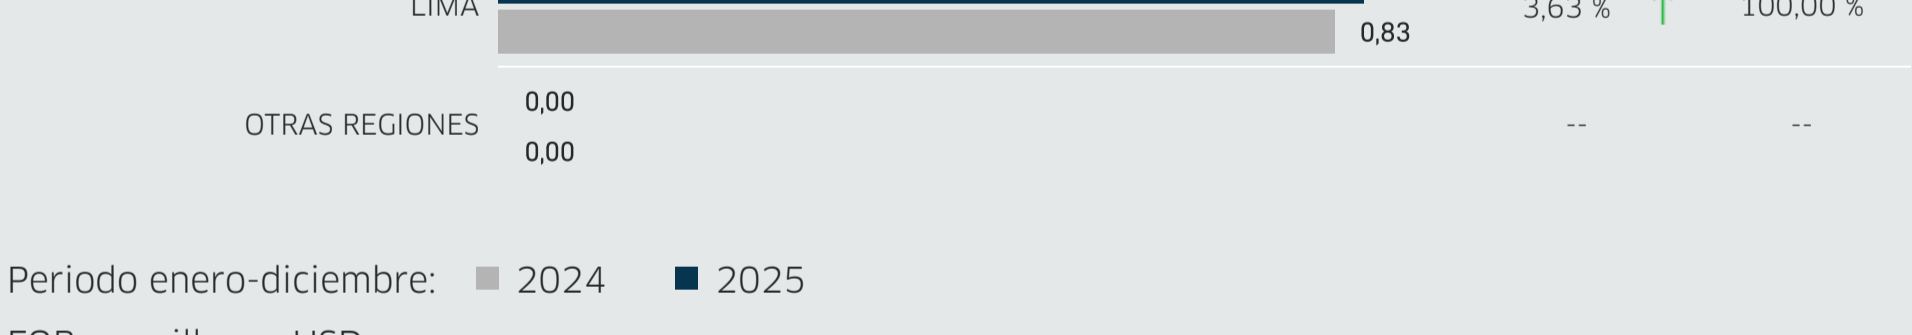 LIMA 3,63 % ↑ 100,00 %
0,83
0,00
OTRAS REGIONES -- --
0,00
Periodo enero-diciembre: 2024 2025